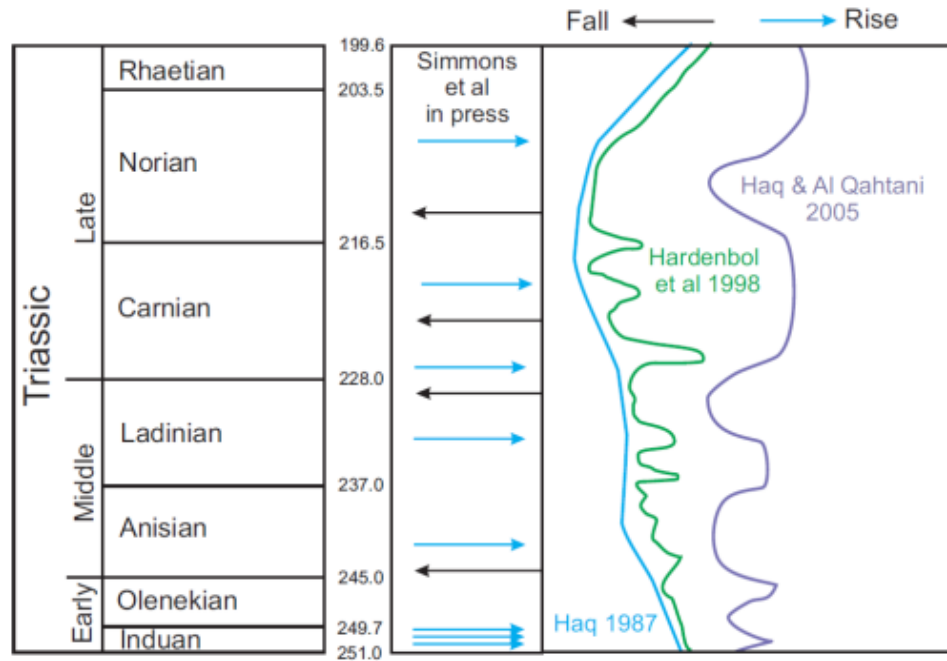 Fall
Rise
Triassic
Late
Middle
Early
Rhaetian
Norian
Carnian
Ladinian
Anisian
Olenekian
Induan
199.6
203.5
216.5
228.0
237.0
245.0
249.7
251.0
Simmons
et al
in press
Haq & Al Qahtani
2005
Hardenbol
et al 1998
Haq 1987